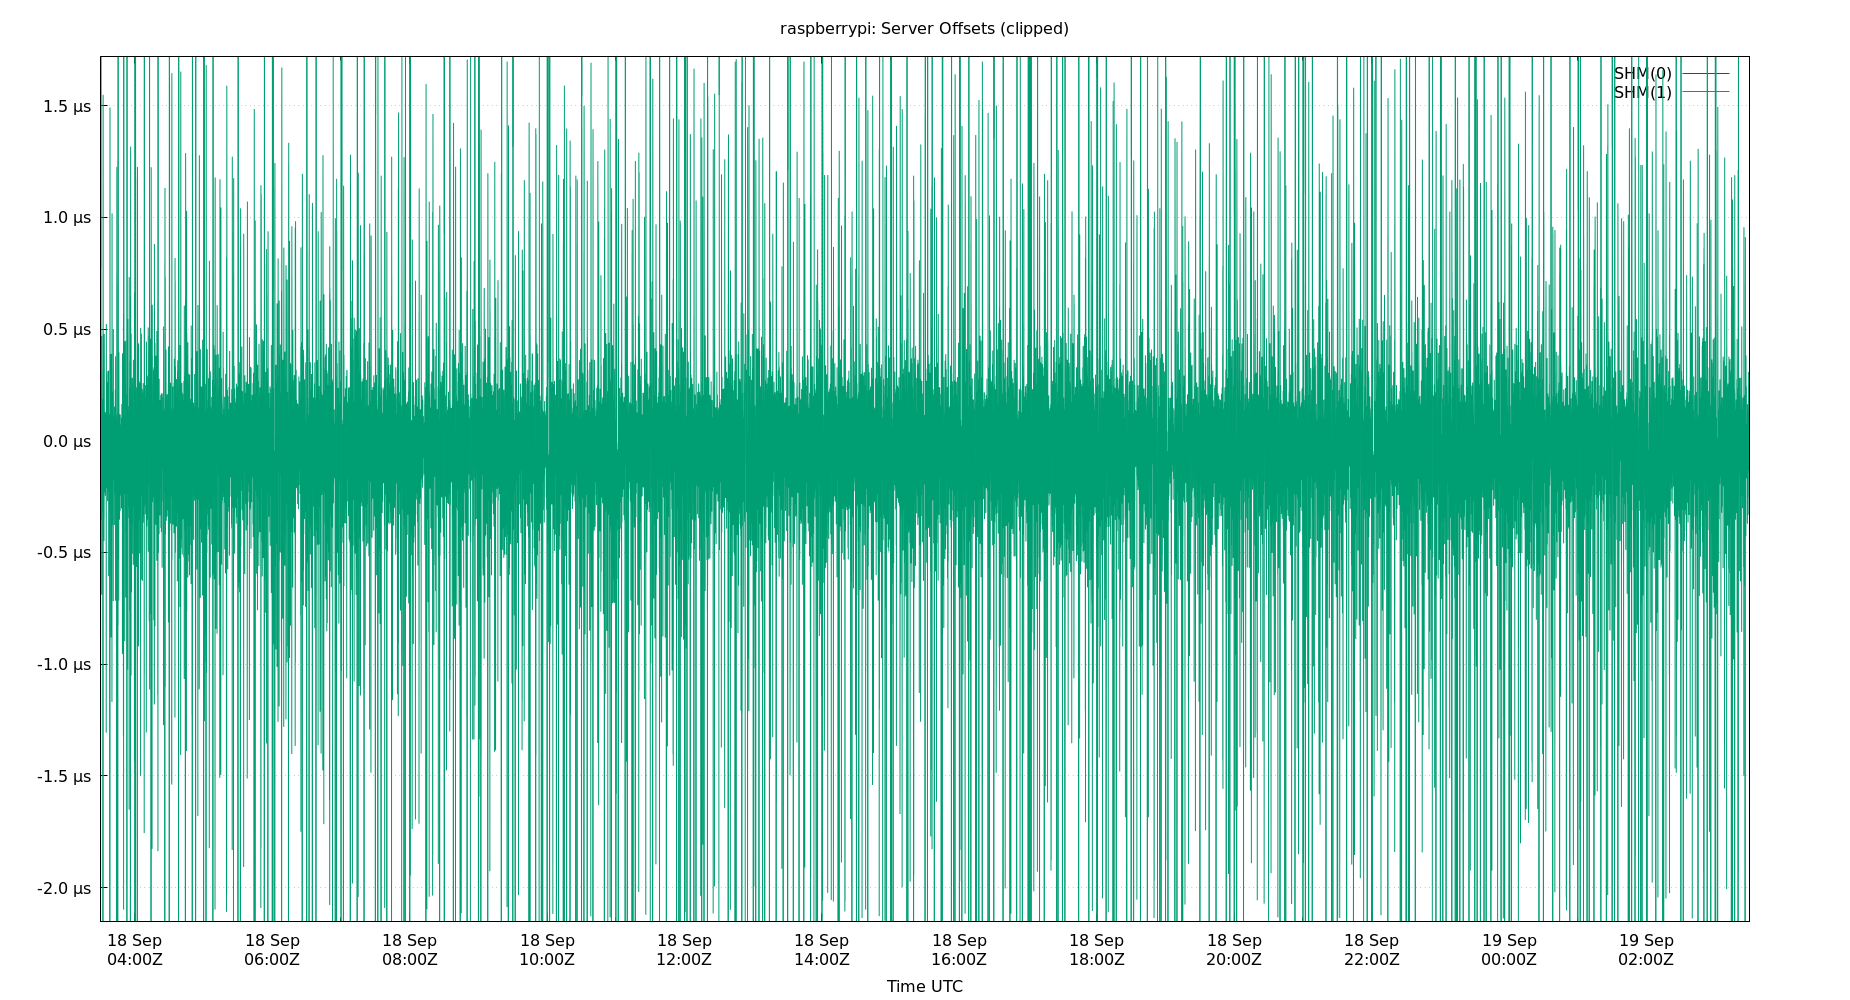 raspberrypi: Server Offsets (clipped)
SHM(0)
SHM(1)
1.5 µs
1.0 µs
0.5 µs
0.0 µs
-0.5 µs
-1.0 µs
-1.5 µs
-2.0 µs
18 Sep 18 Sep 18 Sep 18 Sep 18 Sep 18 Sep 18 Sep 18 Sep 18 Sep 18 Sep 19 Sep 19 Sep
04:00Z 06:00Z 08:00Z 10:00Z 12:00Z 14:00Z 16:00Z 18:00Z 20:00Z 22:00Z 00:00Z 02:00Z
Time UTC